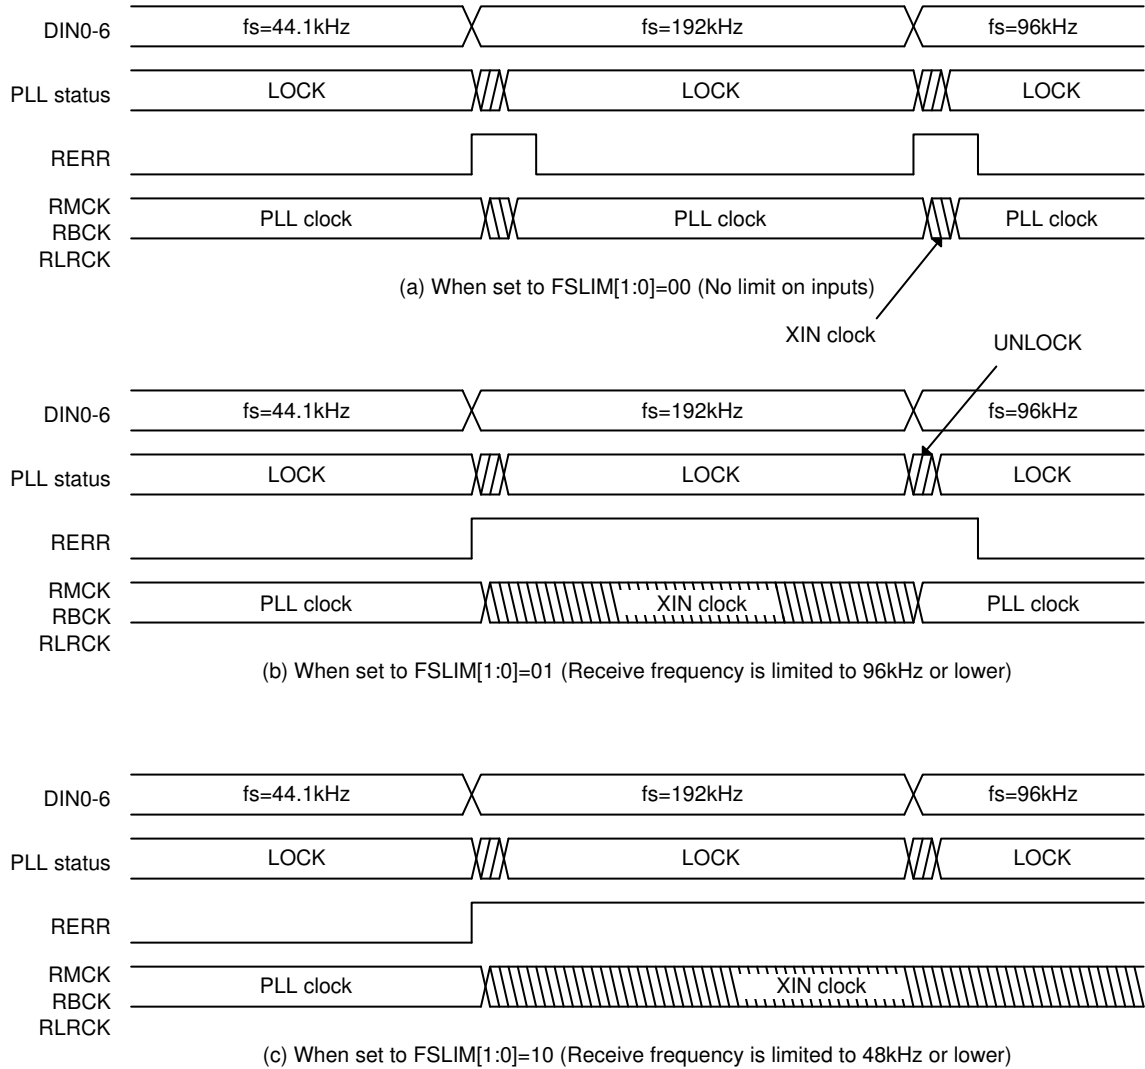 DIN0-6 fs=44.1kHz fs=192kHz fs=96kHz
PLL status LOCK LOCK LOCK
RERR
RMCK
RBCK PLL clock PLL clock PLL clock
RLRCK
(a) When set to FSLIM[1:0]=00 (No limit on inputs)
XIN clock
UNLOCK
DIN0-6 fs=44.1kHz fs=192kHz fs=96kHz
PLL status LOCK LOCK LOCK
RERR
RMCK
RBCK PLL clock XIN clock PLL clock
RLRCK
(b) When set to FSLIM[1:0]=01 (Receive frequency is limited to 96kHz or lower)
DIN0-6 fs=44.1kHz fs=192kHz fs=96kHz
PLL status LOCK LOCK LOCK
RERR
RMCK
RBCK PLL clock XIN clock
RLRCK
(c) When set to FSLIM[1:0]=10 (Receive frequency is limited to 48kHz or lower)